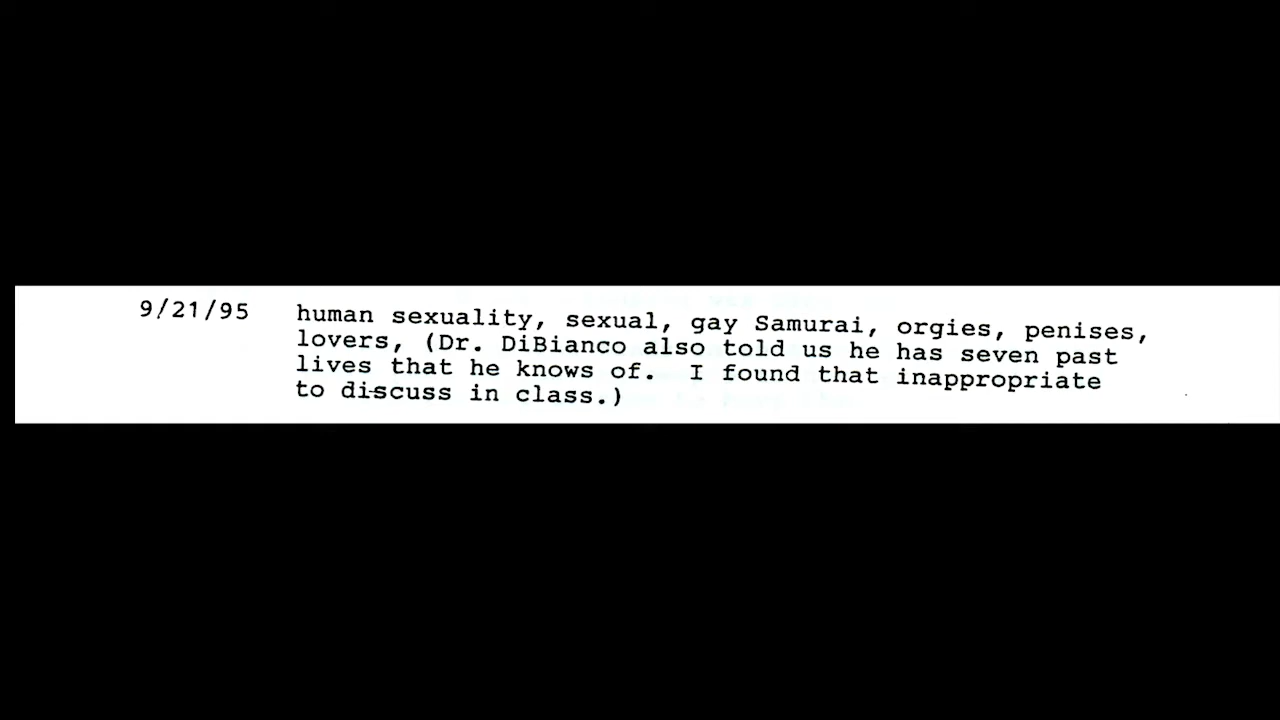 9/21/95 human sexuality, sexual, gay Samurai, orgies, penises,
lovers, (Dr. DiBianco also told us he has seven past
lives that he knows of. I found that inappropriate
to discuss in class.)